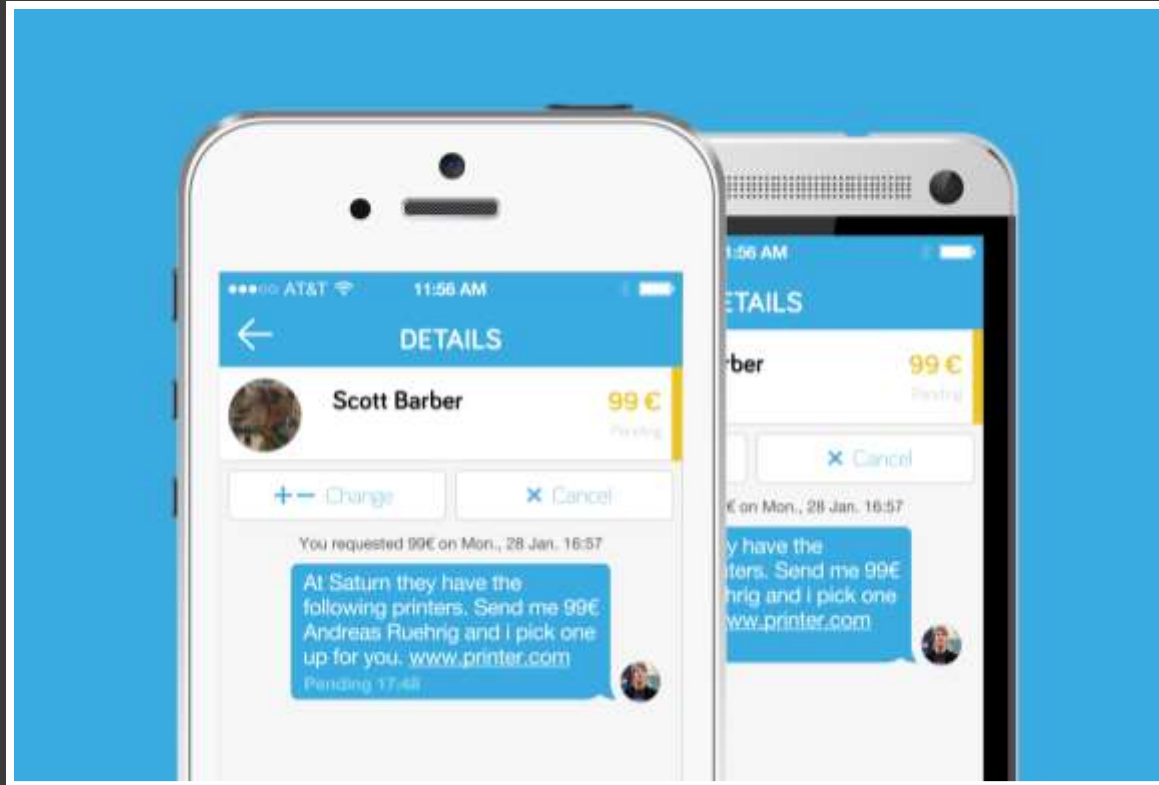 AT&T 11:56 AM
DETAILS
Scott Barber
99 €
Pending
+− Change
× Cancel
You requested 99€ on Mon., 28 Jan. 16:57
At Saturn they have the
following printers. Send me 99€
Andreas Ruehrig and i pick one
up for you. www.printer.com
Pending 17:48
1:56 AM
ETAILS
rber
99 €
Pending
× Cancel
€ on Mon., 28 Jan. 16:57
y have the
ters. Send me 99€
hrig and i pick one
ww.printer.com